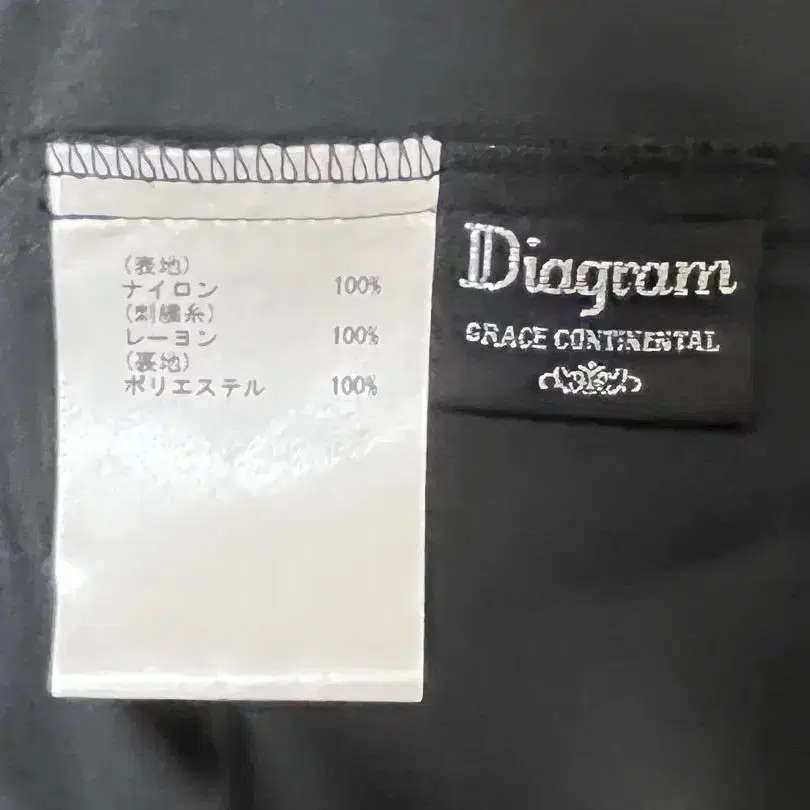 (表地)
ナイロン 100%
(刺繍糸)
レーヨン 100%
(裏地)
ポリエステル 100%
Diagram
GRACE CONTINENTAL